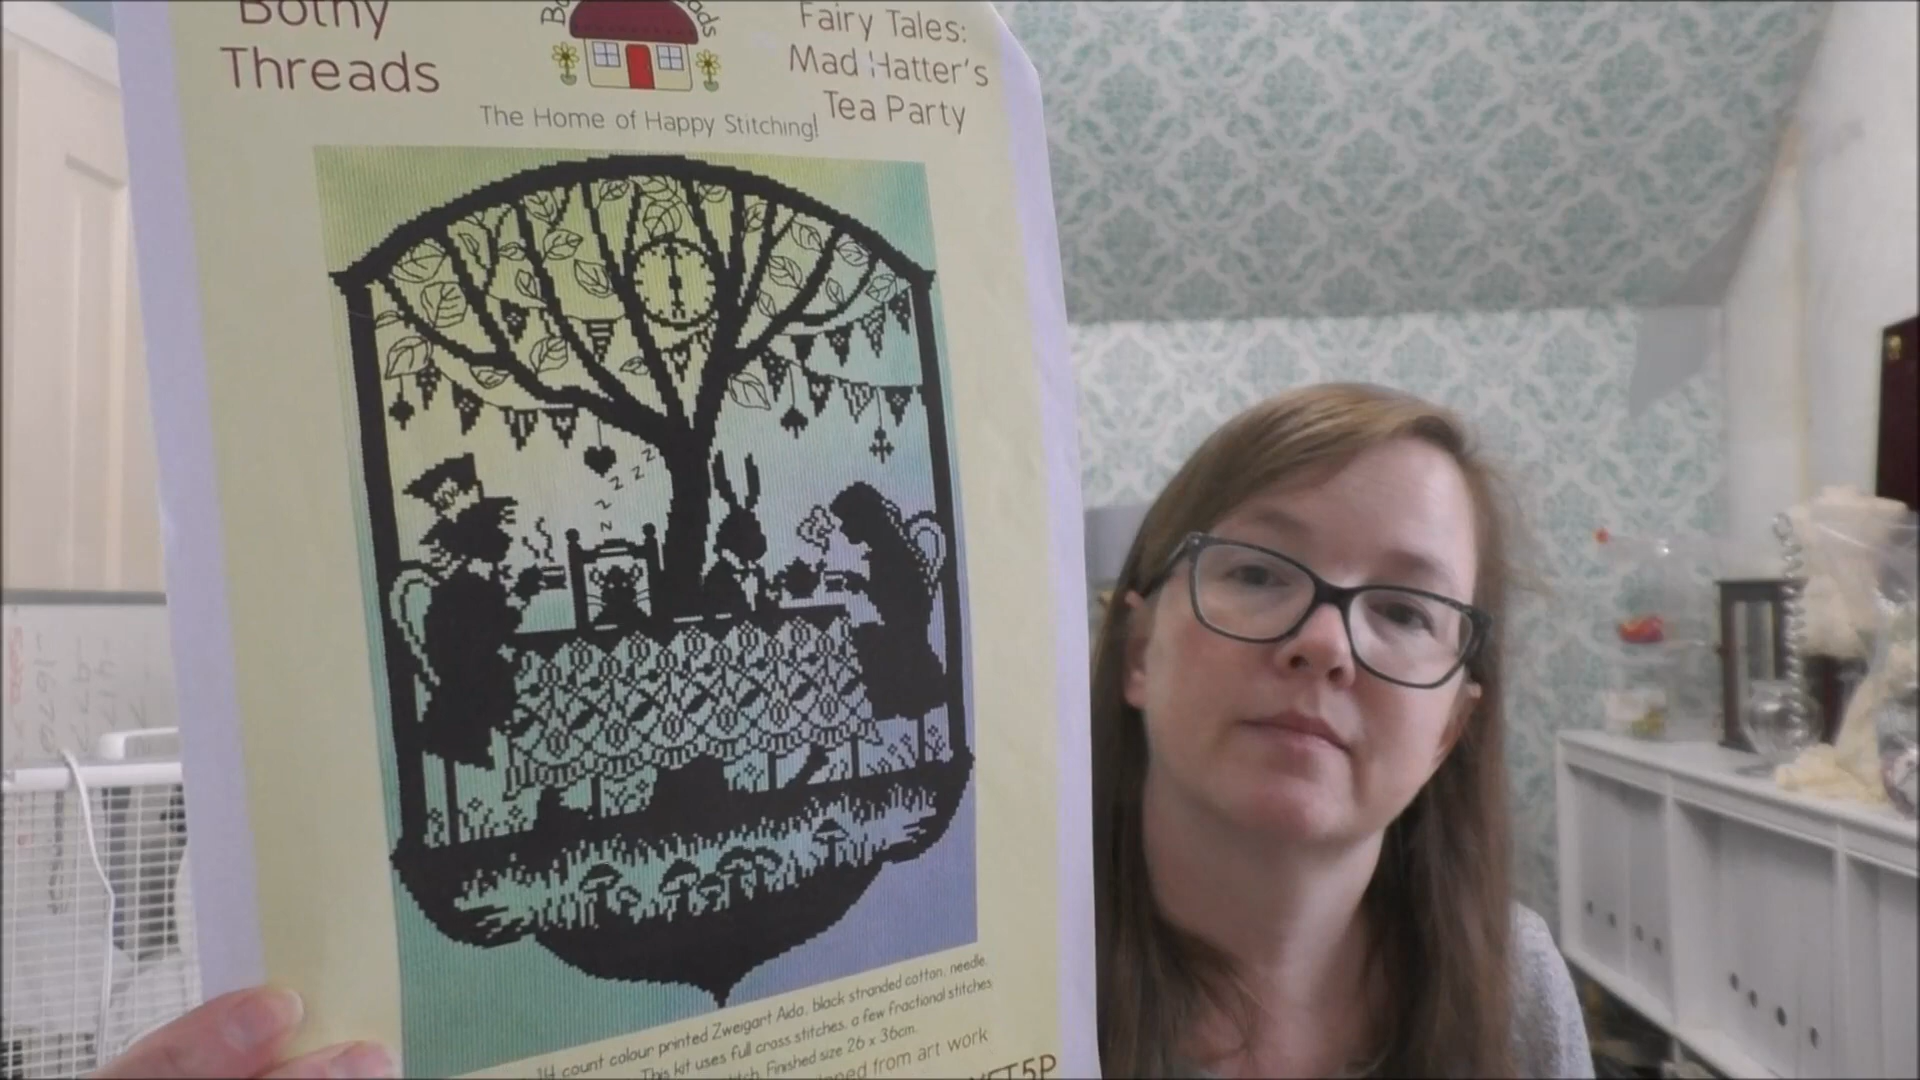 Bothy
Threads
The Home of Happy Stitching!
Fairy Tales:
Mad Hatter's
Tea Party
z z z z z z
14 count colour printed Zweigart Aida, black stranded cotton, needle,
This kit uses full cross stitches, a few fractional stitches
Finished size 26 x 36cm.
from art work